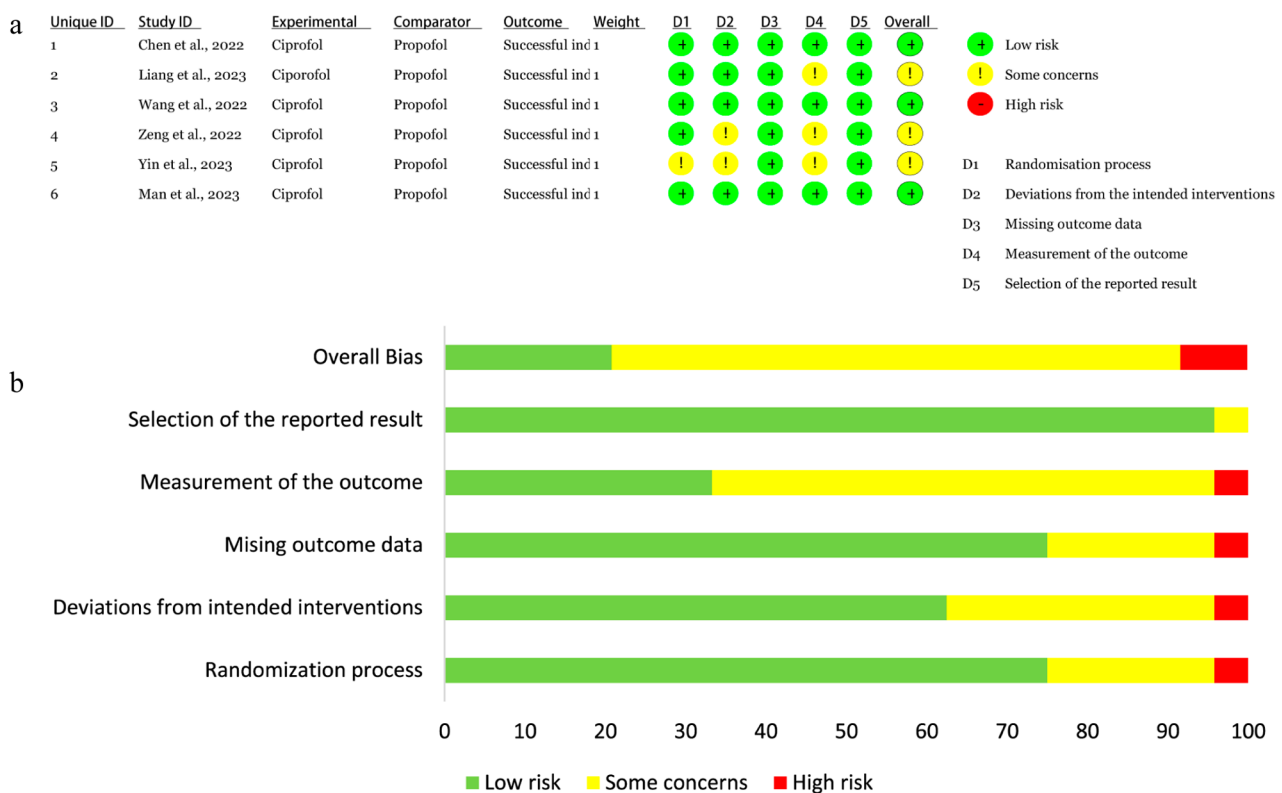 a
Unique ID Study ID Experimental Comparator Outcome Weight D1 D2 D3 D4 D5 Overall
1 Chen et al., 2022 Ciprofol Propofol Successful ind 1 + + + + + + + Low risk
2 Liang et al., 2023 Ciporofol Propofol Successful ind 1 + + + ! + ! ! Some concerns
3 Wang et al., 2022 Ciprofol Propofol Successful ind 1 + + + + + + - High risk
4 Zeng et al., 2022 Ciprofol Propofol Successful ind 1 + ! + ! + !
5 Yin et al., 2023 Ciprofol Propofol Successful ind 1 ! ! + ! + !
6 Man et al., 2023 Ciprofol Propofol Successful ind 1 + + + + + +
D1 Randomisation process
D2 Deviations from the intended interventions
D3 Missing outcome data
D4 Measurement of the outcome
D5 Selection of the reported result
b
Overall Bias
Selection of the reported result
Measurement of the outcome
Mising outcome data
Deviations from intended interventions
Randomization process
0 10 20 30 40 50 60 70 80 90 100
Low risk Some concerns High risk